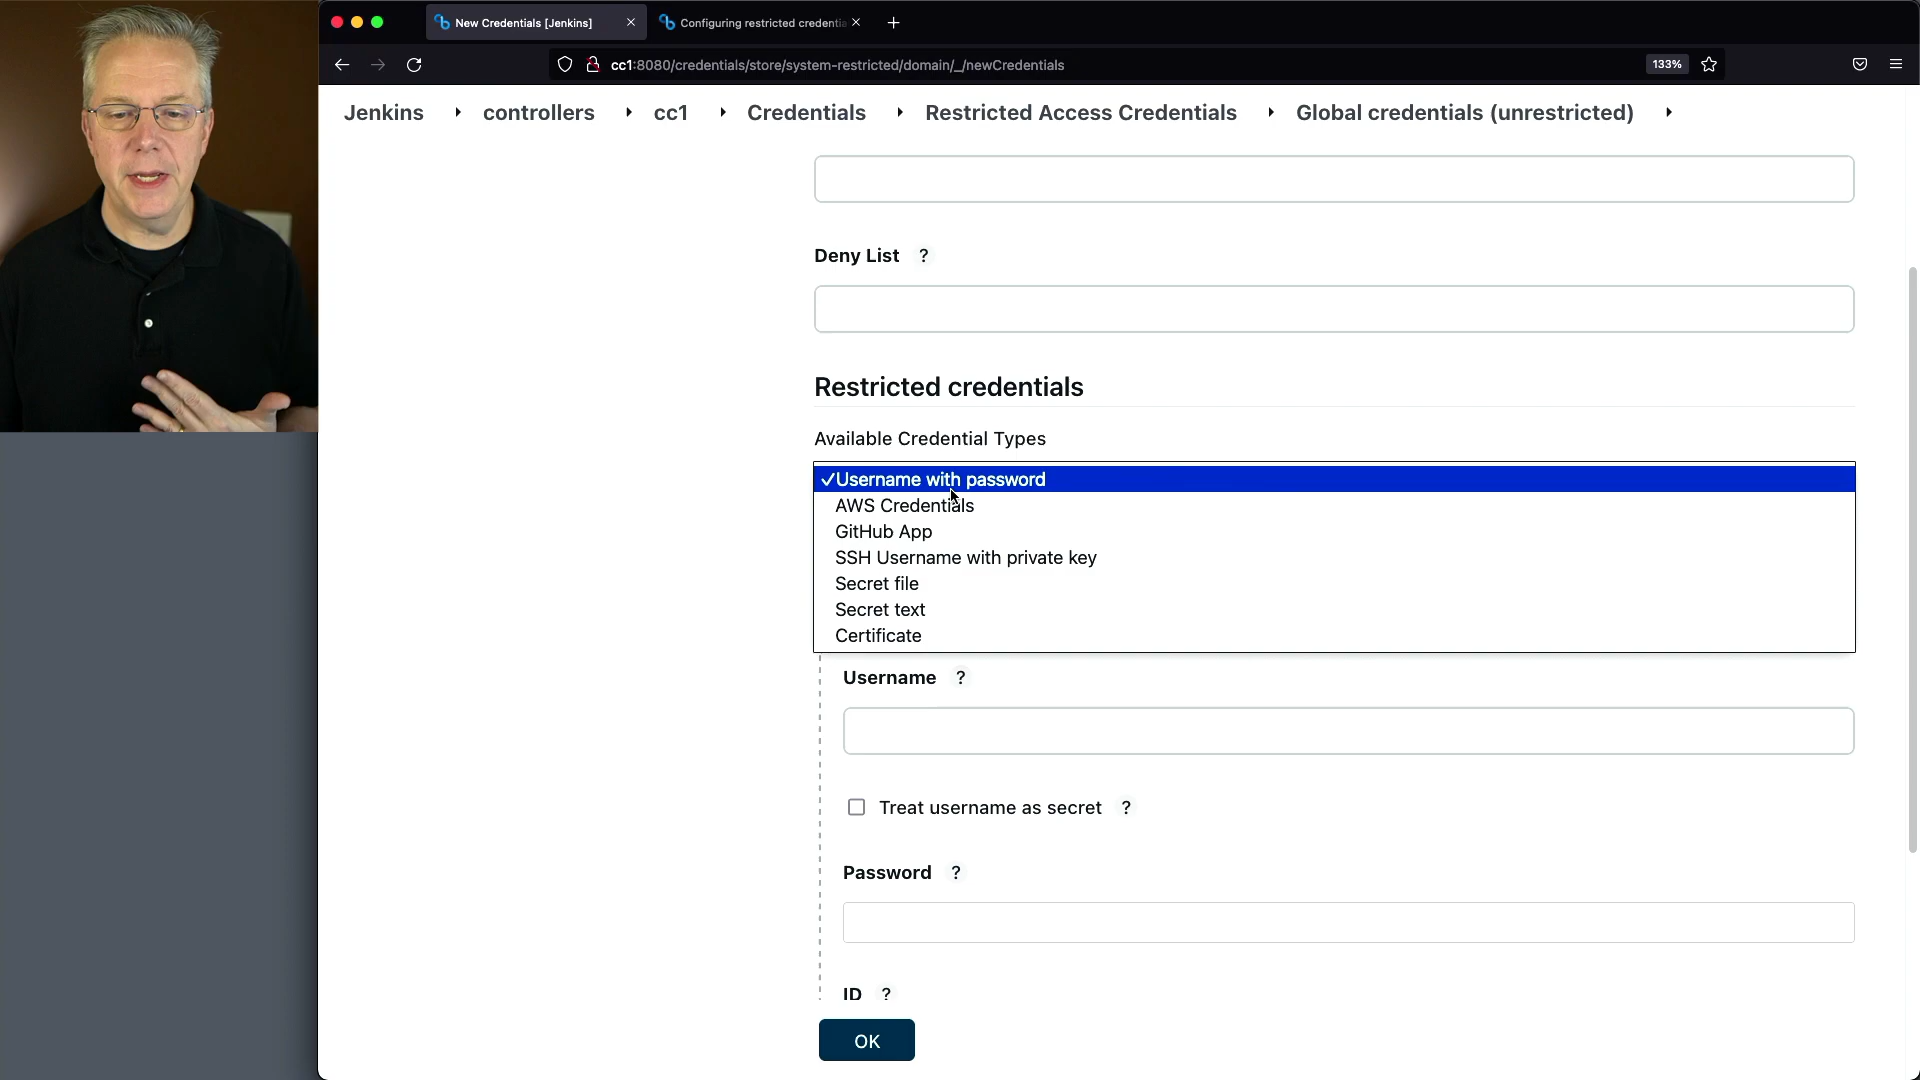 New Credentials [Jenkins]
Configuring restricted credentia
cc1:8080/credentials/store/system-restricted/domain/_/newCredentials
133%
Jenkins ‣ controllers ‣ cc1 ‣ Credentials ‣ Restricted Access Credentials ‣ Global credentials (unrestricted) ‣
Deny List ?
Restricted credentials
Available Credential Types
✓Username with password
AWS Credentials
GitHub App
SSH Username with private key
Secret file
Secret text
Certificate
Username ?
Treat username as secret ?
Password ?
ID ?
OK